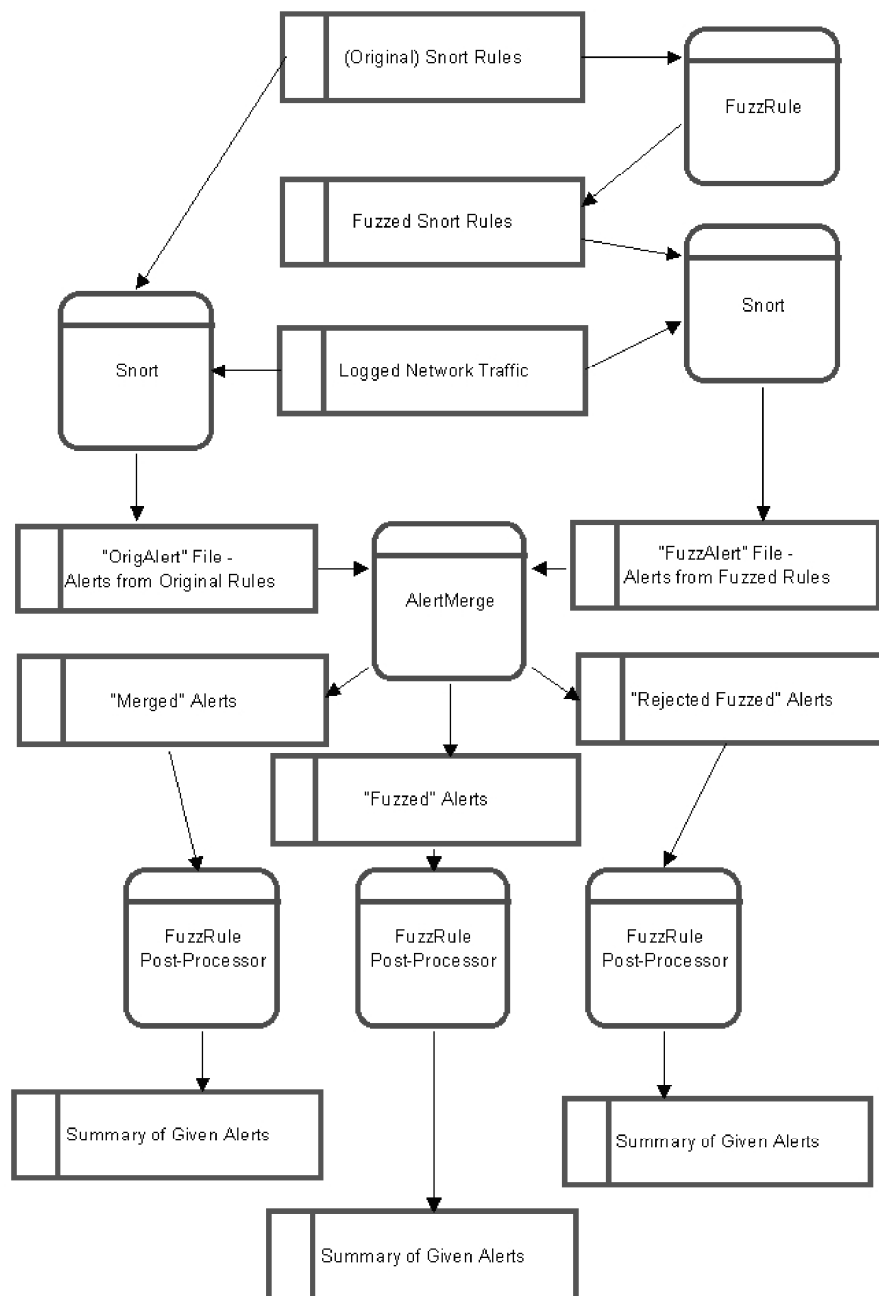 (Original) Snort Rules
FuzzRule
Fuzzed Snort Rules
Snort
Snort
Logged Network Traffic
"OrigAlert" File -
Alerts from Original Rules
AlertMerge
"FuzzAlert" File -
Alerts from Fuzzed Rules
"Merged" Alerts
"Rejected Fuzzed" Alerts
"Fuzzed" Alerts
FuzzRule
Post-Processor
FuzzRule
Post-Processor
FuzzRule
Post-Processor
Summary of Given Alerts
Summary of Given Alerts
Summary of Given Alerts